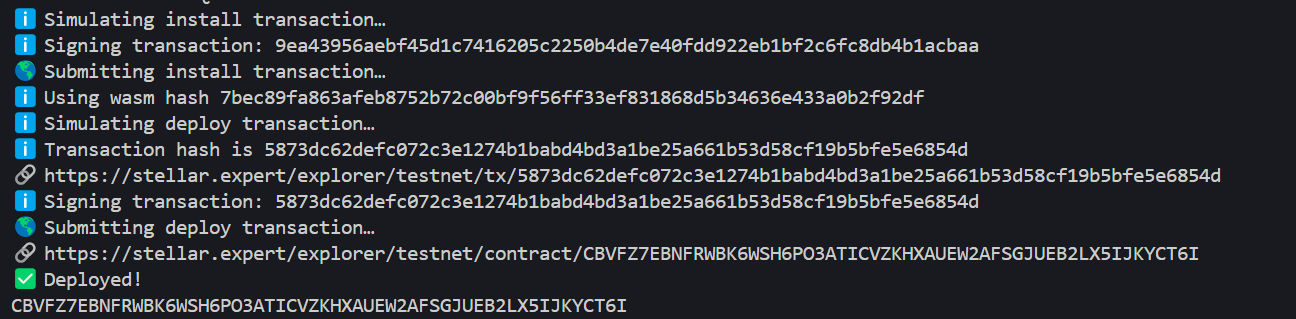 Simulating install transaction…
Signing transaction: 9ea43956aebf45d1c7416205c2250b4de7e40fdd922eb1bf2c6fc8db4b1acbaa
Submitting install transaction…
Using wasm hash 7bec89fa863afeb8752b72c00bf9f56ff33ef831868d5b34636e433a0b2f92df
Simulating deploy transaction…
Transaction hash is 5873dc62defc072c3e1274b1babd4bd3a1be25a661b53d58cf19b5bfe5e6854d
https://stellar.expert/explorer/testnet/tx/5873dc62defc072c3e1274b1babd4bd3a1be25a661b53d58cf19b5bfe5e6854d
Signing transaction: 5873dc62defc072c3e1274b1babd4bd3a1be25a661b53d58cf19b5bfe5e6854d
Submitting deploy transaction…
https://stellar.expert/explorer/testnet/contract/CBVFZ7EBNFRWBK6WSH6PO3ATICVZKHXAUEW2AFSGJUEB2LX5IJKYCT6I
Deployed!
CBVFZ7EBNFRWBK6WSH6PO3ATICVZKHXAUEW2AFSGJUEB2LX5IJKYCT6I